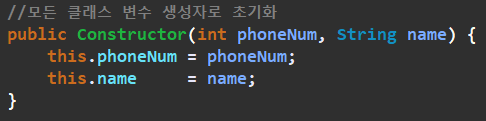 //모든 클래스 변수 생성자로 초기화
public Constructor(int phoneNum, String name) {
    this.phoneNum = phoneNum;
    this.name     = name;
}